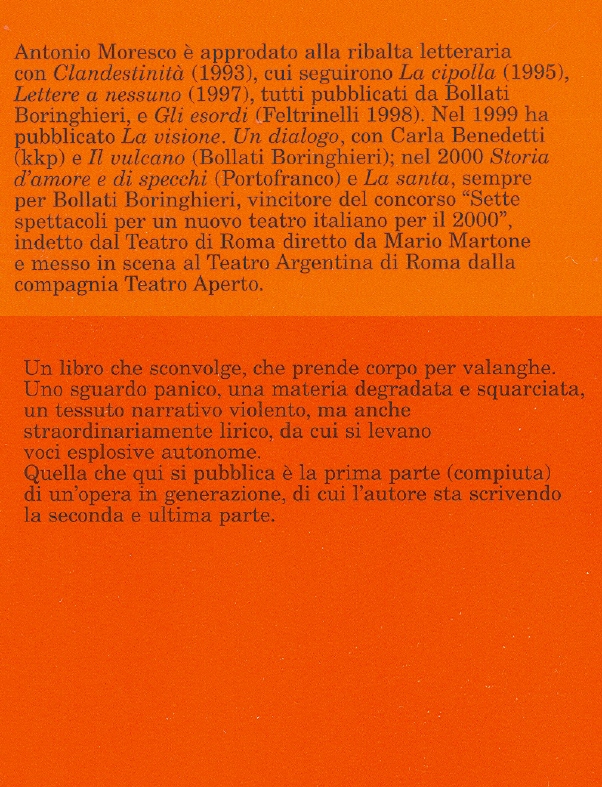 Antonio Moresco è approdato alla ribalta letteraria
con Clandestinità (1993), cui seguirono La cipolla (1995),
Lettere a nessuno (1997), tutti pubblicati da Bollati
Boringhieri, e Gli esordi (Feltrinelli 1998). Nel 1999 ha
pubblicato La visione. Un dialogo, con Carla Benedetti
(kkp) e Il vulcano (Bollati Boringhieri); nel 2000 Storia
d'amore e di specchi (Portofranco) e La santa, sempre
per Bollati Boringhieri, vincitore del concorso “Sette
spettacoli per un nuovo teatro italiano per il 2000”,
indetto dal Teatro di Roma diretto da Mario Martone
e messo in scena al Teatro Argentina di Roma dalla
compagnia Teatro Aperto.
Un libro che sconvolge, che prende corpo per valanghe.
Uno sguardo panico, una materia degradata e squarciata,
un tessuto narrativo violento, ma anche
straordinariamente lirico, da cui si levano
voci esplosive autonome.
Quella che qui si pubblica è la prima parte (compiuta)
di un'opera in generazione, di cui l'autore sta scrivendo
la seconda e ultima parte.